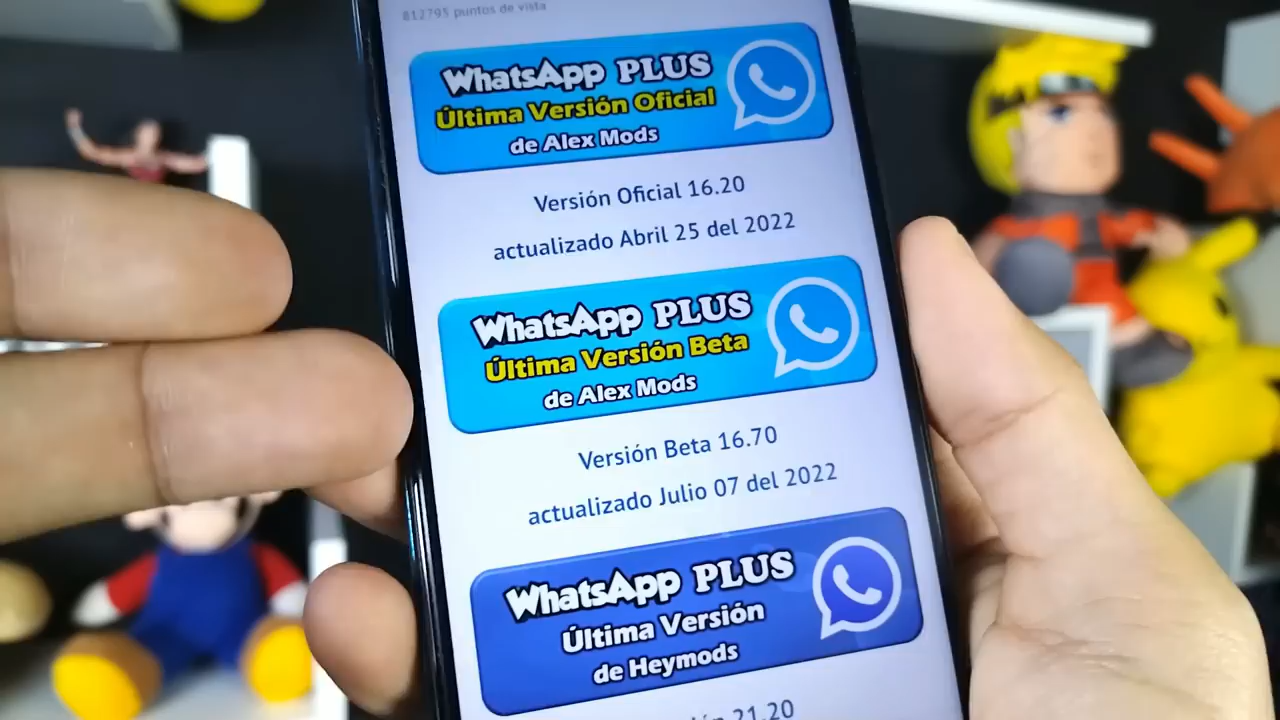 812795 puntos de vista
WhatsApp PLUS
Última Versión Oficial
de Alex Mods
Versión Oficial 16.20
actualizado Abril 25 del 2022
WhatsApp PLUS
Última Versión Beta
de Alex Mods
Versión Beta 16.70
actualizado Julio 07 del 2022
WhatsApp PLUS
Última Versión
de Heymods
21.20